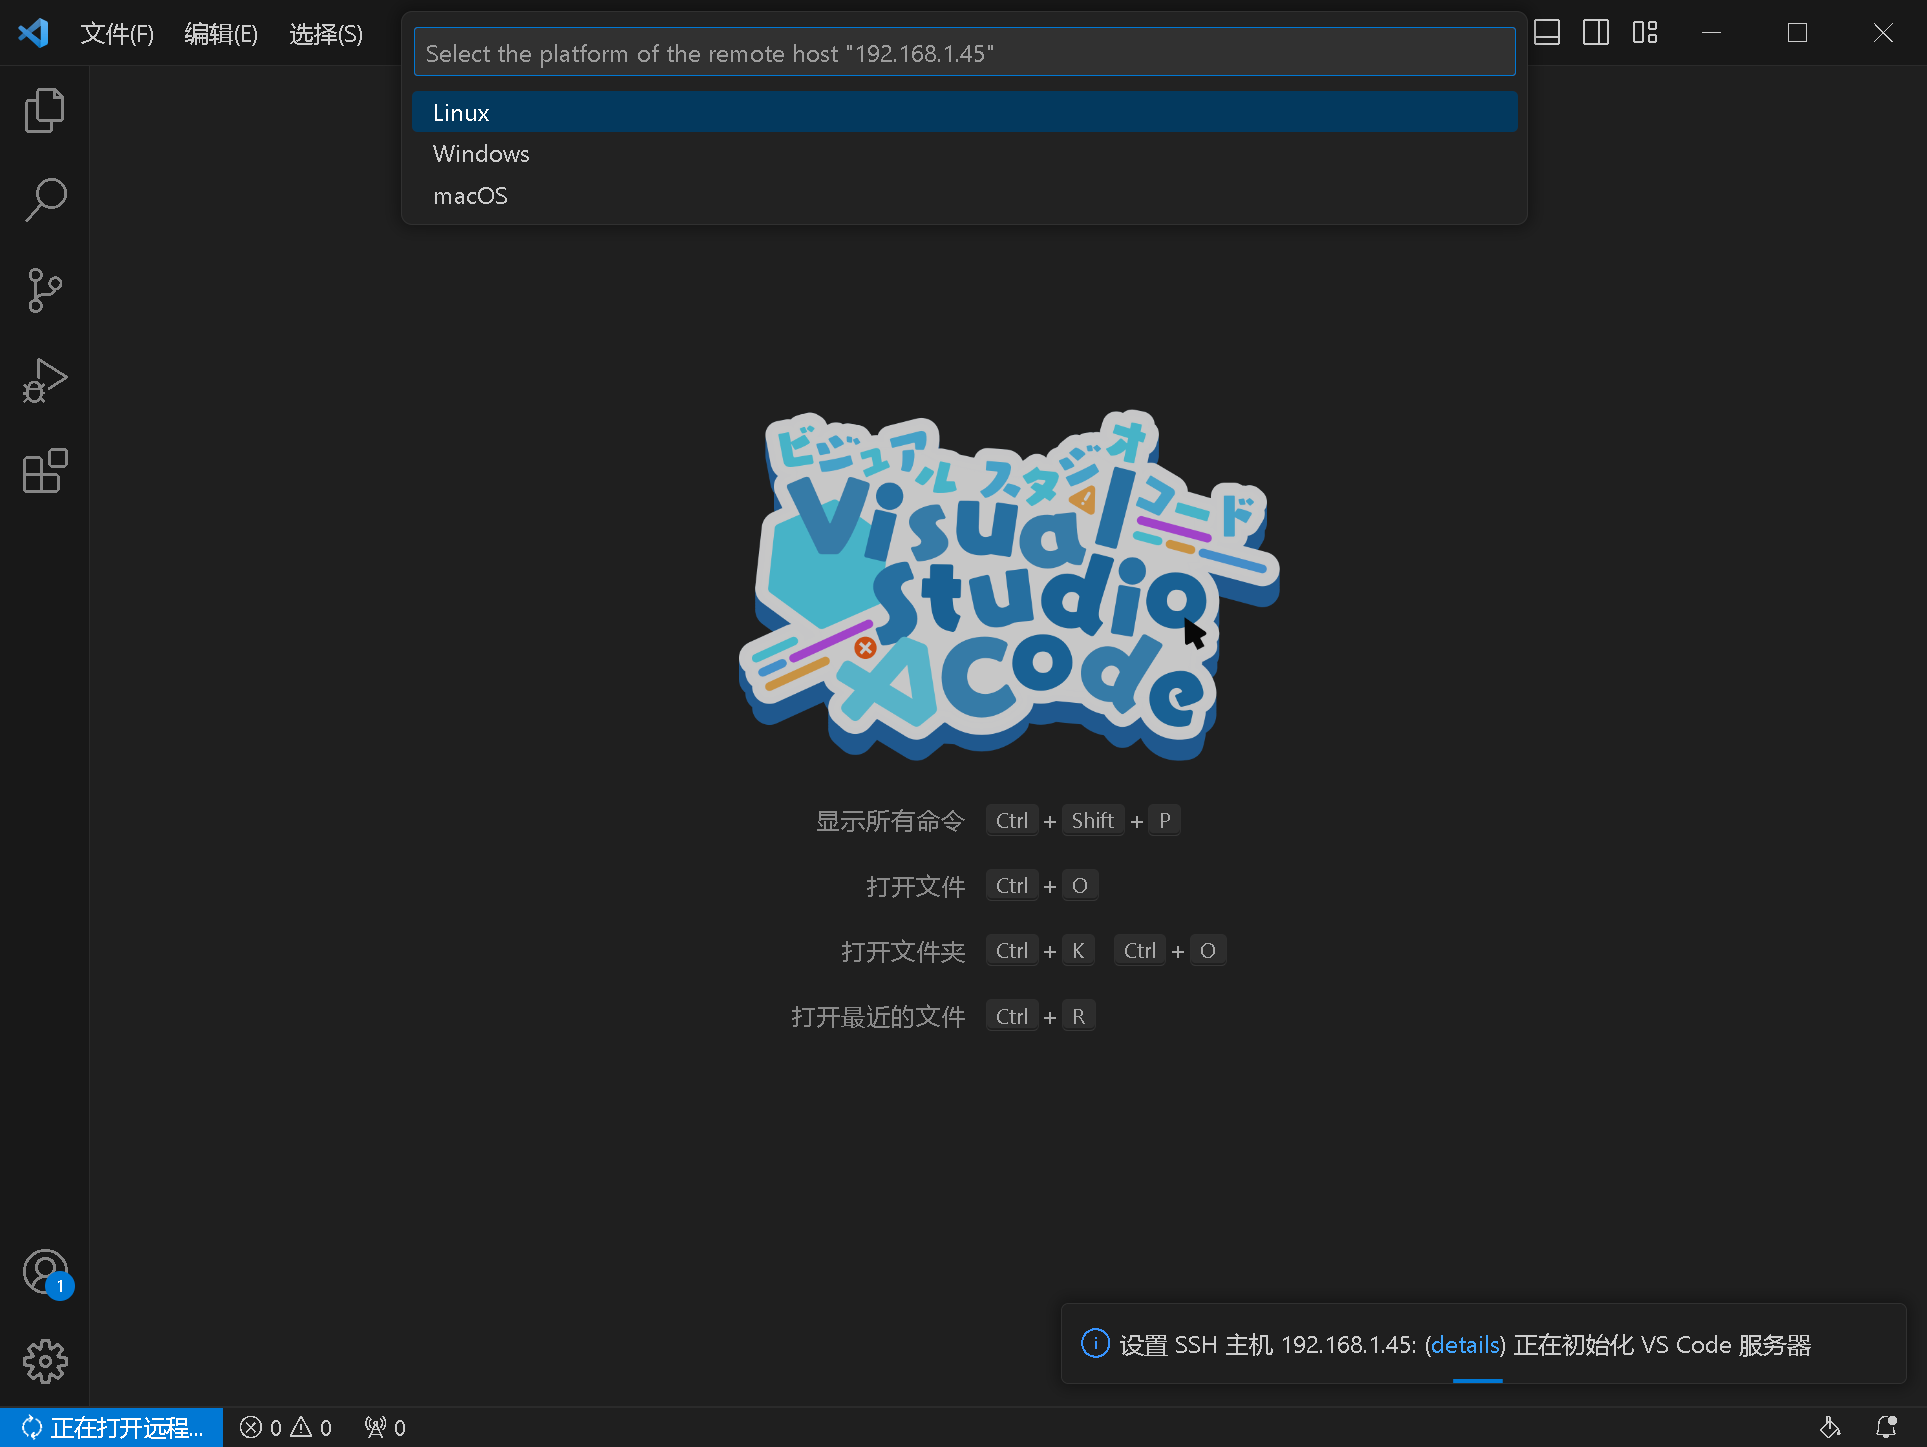 文件(F) 编辑(E) 选择(S)
Select the platform of the remote host "192.168.1.45"
Linux
Windows
macOS
ビジュアル スタジオ コード
Visual
Studio
Code
显示所有命令 Ctrl + Shift + P
打开文件 Ctrl + O
打开文件夹 Ctrl + K Ctrl + O
打开最近的文件 Ctrl + R
1
设置 SSH 主机 192.168.1.45: (details) 正在初始化 VS Code 服务器
正在打开远程... 0 0 0